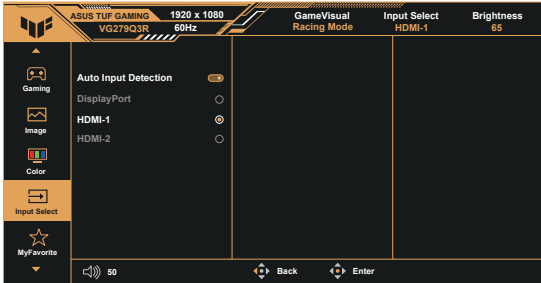 ASUS TUF GAMING 1920 x 1080 GameVisual Input Select Brightness
VG279Q3R 60Hz Racing Mode HDMI-1 65
Gaming
Auto Input Detection
DisplayPort
Image
HDMI-1
HDMI-2
Color
Input Select
MyFavorite
50 Back Enter